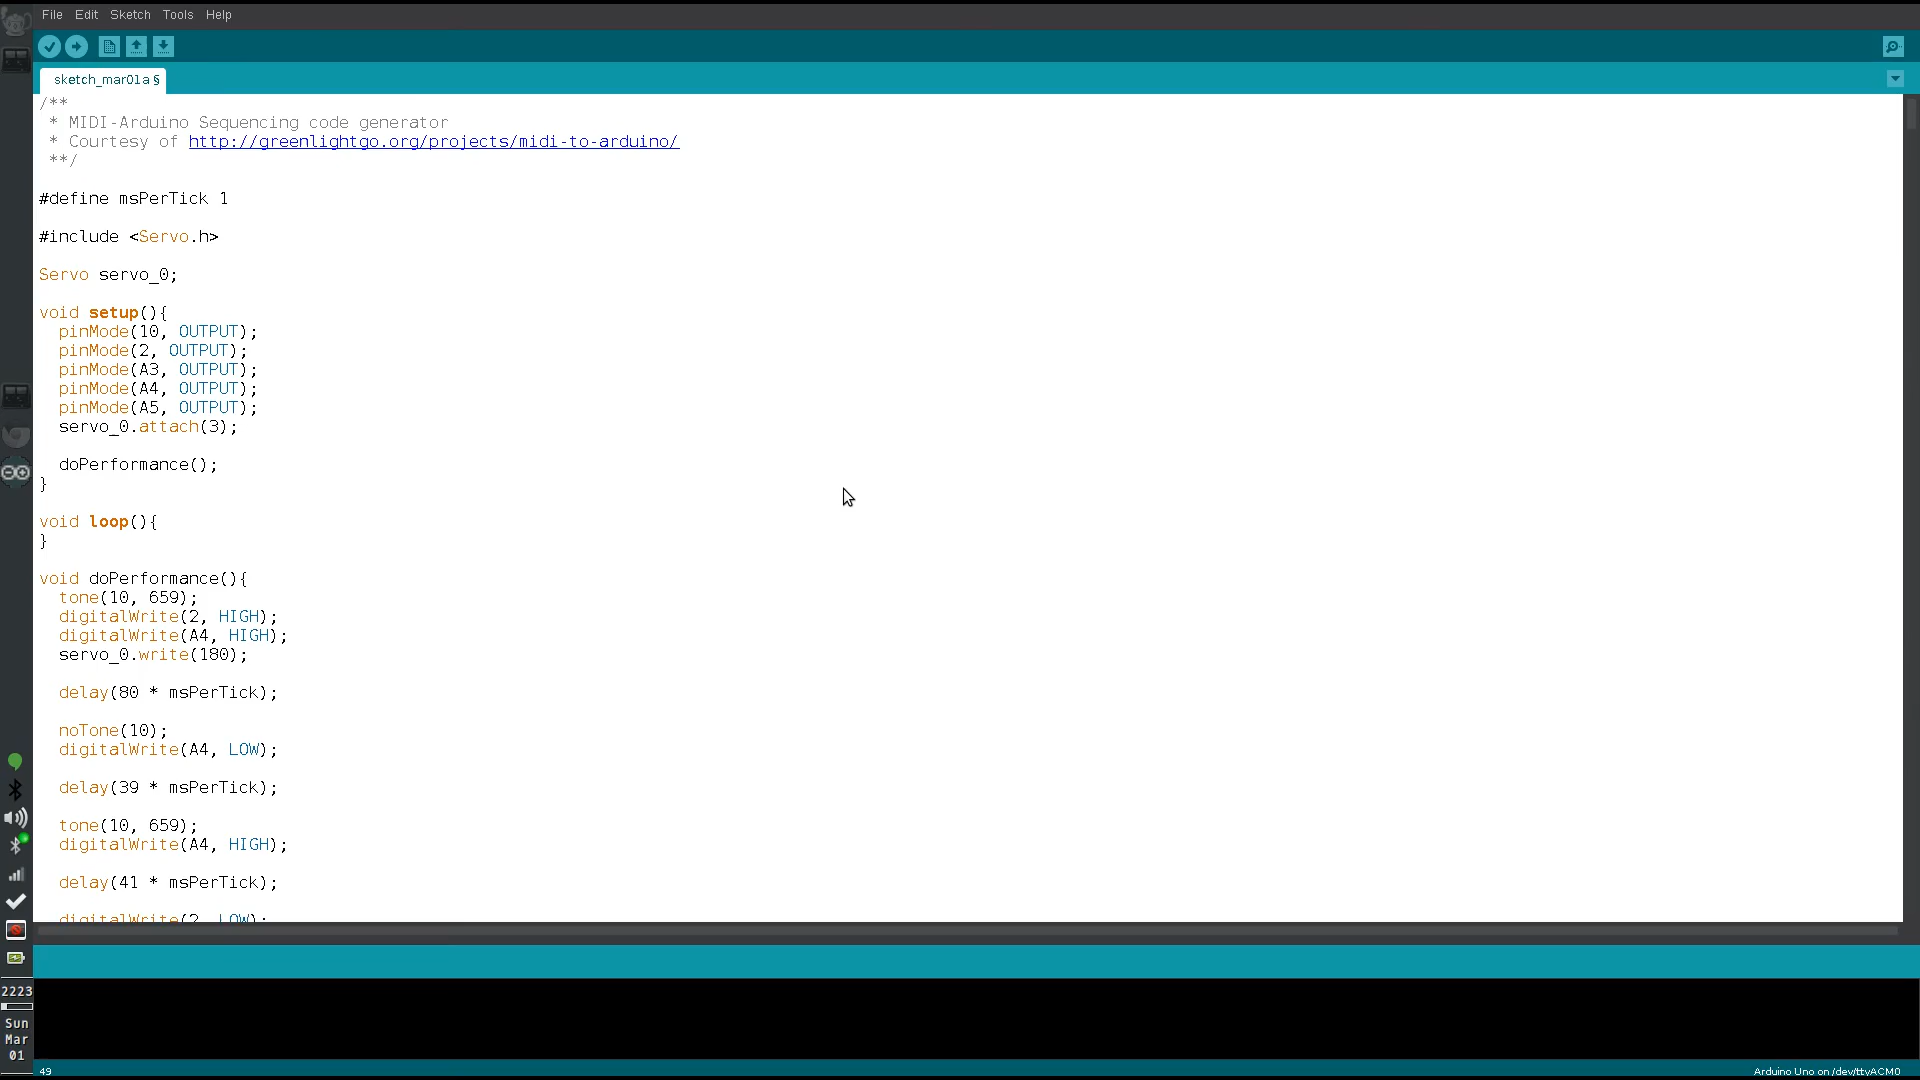 File Edit Sketch Tools Help
sketch_mar01a §
/**
 * MIDI-Arduino Sequencing code generator
 * Courtesy of http://greenlightgo.org/projects/midi-to-arduino/
 **/
#define msPerTick 1
#include <Servo.h>
Servo servo_0;
void setup(){
  pinMode(10, OUTPUT);
  pinMode(2, OUTPUT);
  pinMode(A3, OUTPUT);
  pinMode(A4, OUTPUT);
  pinMode(A5, OUTPUT);
  servo_0.attach(3);
  doPerformance();
}
void loop(){
}
void doPerformance(){
  tone(10, 659);
  digitalWrite(2, HIGH);
  digitalWrite(A4, HIGH);
  servo_0.write(180);
  delay(80 * msPerTick);
  noTone(10);
  digitalWrite(A4, LOW);
  delay(39 * msPerTick);
  tone(10, 659);
  digitalWrite(A4, HIGH);
  delay(41 * msPerTick);
  digitalWrite(2, LOW);
2223
Sun
Mar
01
49
Arduino Uno on /dev/ttyACM0